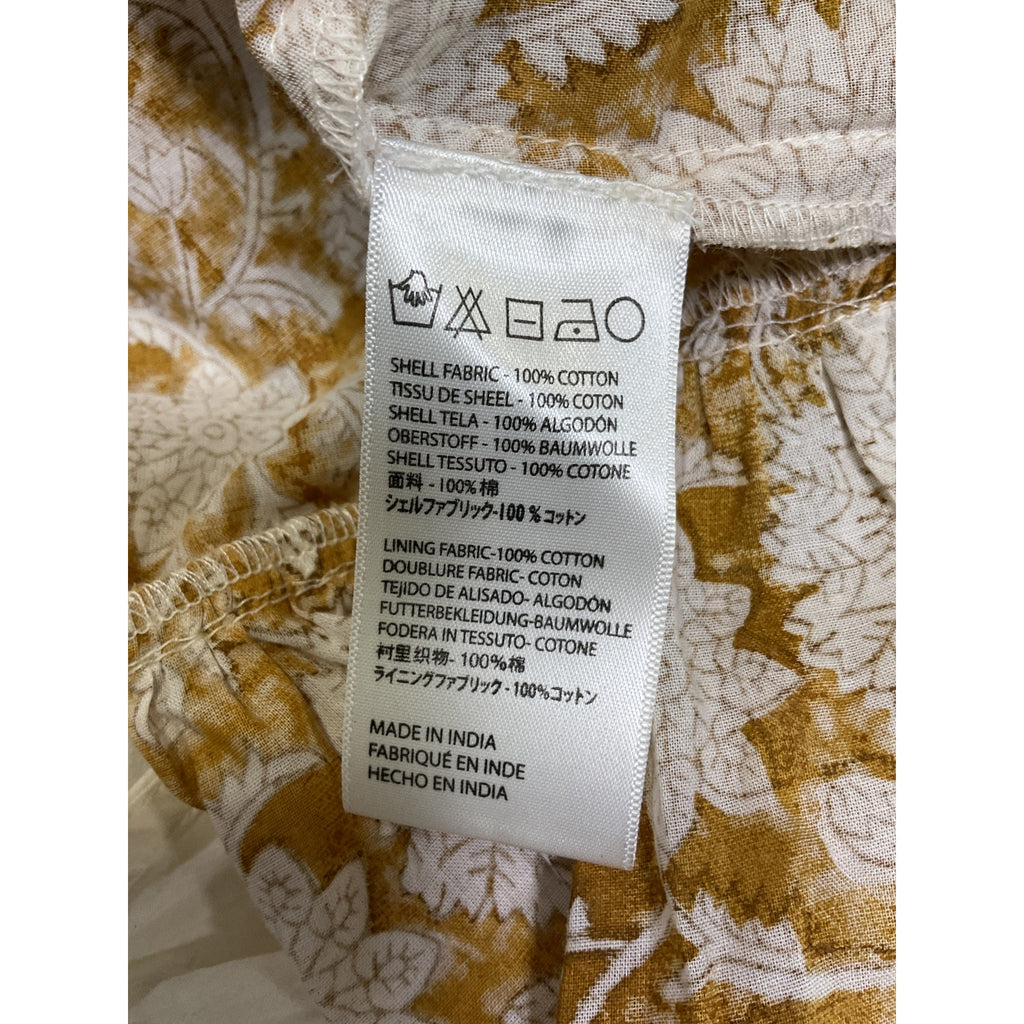 SHELL FABRIC - 100% COTTON
TISSU DE SHEEL - 100% COTON
SHELL TELA - 100% ALGODÓN
OBERSTOFF - 100% BAUMWOLLE
SHELL TESSUTO - 100% COTONE
面料 - 100% 棉
シェルファブリック-100 % コットン
LINING FABRIC-100% COTTON
DOUBLURE FABRIC- COTON
TEJIDO DE ALISADO- ALGODÓN
FUTTERBEKLEIDUNG-BAUMWOLLE
FODERA IN TESSUTO- COTONE
衬里织物- 100%棉
ライニングファブリック - 100%コットン
MADE IN INDIA
FABRIQUÉ EN INDE
HECHO EN INDIA